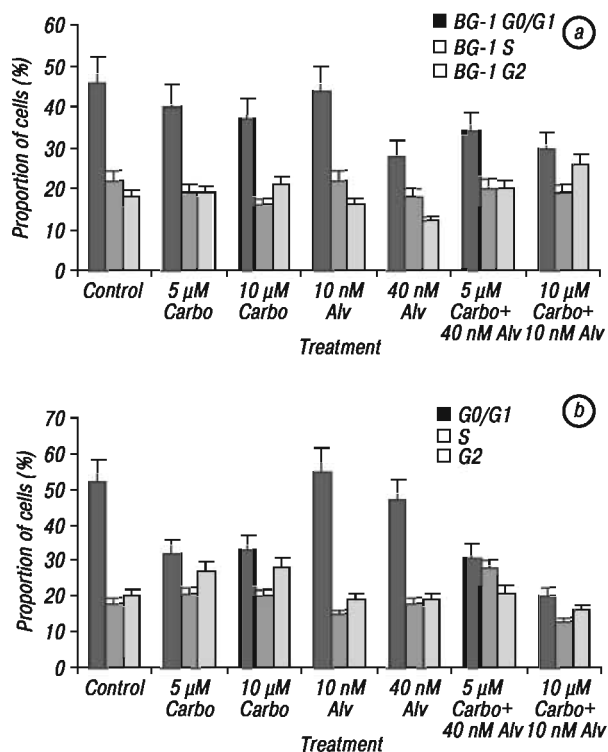 60
50
40
30
20
10
0
Proportion of cells (%)
BG-1 G0/G1
BG-1 S
BG-1 G2
a
Control
5 µM Carbo
10 µM Carbo
10 nM Alv
40 nM Alv
5 µM Carbo+ 40 nM Alv
10 µM Carbo+ 10 nM Alv
Treatment
70
60
50
40
30
20
10
0
Proportion of cells (%)
G0/G1
S
G2
b
Control
5 µM Carbo
10 µM Carbo
10 nM Alv
40 nM Alv
5 µM Carbo+ 40 nM Alv
10 µM Carbo+ 10 nM Alv
Treatment